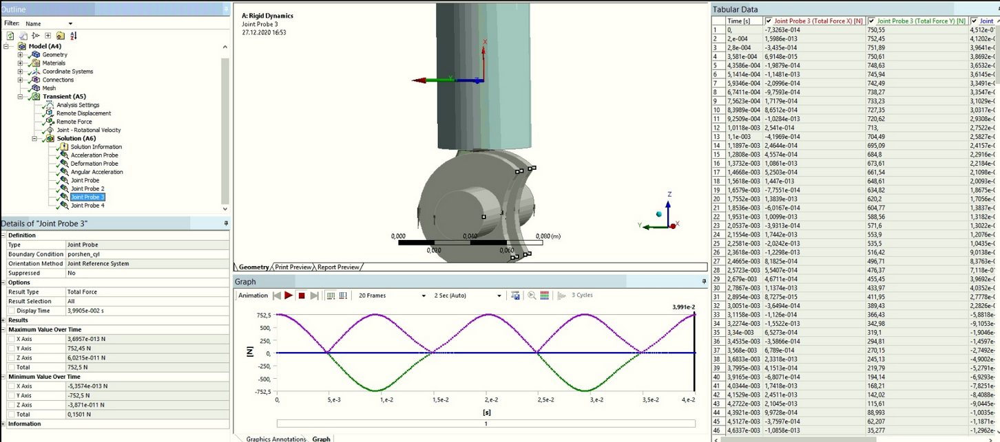 Outline
Filter: Name
Model (A4)
Geometry
Materials
Coordinate Systems
Connections
Mesh
Transient (A5)
Analysis Settings
Remote Displacement
Remote Force
Joint - Rotational Velocity
Solution (A6)
Solution Information
Acceleration Probe
Deformation Probe
Angular Acceleration
Joint Probe
Joint Probe 2
Joint Probe 3
Joint Probe 4
Details of "Joint Probe 3"
Definition
Type Joint Probe
Boundary Condition porshen_cyl
Orientation Method Joint Reference System
Suppressed No
Options
Result Type Total Force
Result Selection All
Display Time 3,9905e-002 s
Results
Maximum Value Over Time
X Axis 3,6957e-013 N
Y Axis 752,45 N
Z Axis 6,0215e-011 N
Total 752,5 N
Minimum Value Over Time
X Axis -5,3574e-013 N
Y Axis -752,5 N
Z Axis -3,871e-011 N
Total 0,1501 N
Information
A: Rigid Dynamics
Joint Probe 3
27.12.2020 16:53
X
Y
Z
Z
Y
X
0,000 0,040 0,080 (m)
0,020 0,060
Geometry Print Preview Report Preview
Graph
Animation 20 Frames 2 Sec (Auto) 3 Cycles
3,991e-2
752,5
500,
250,
0,
-250,
-500,
-752,5
[N]
0, 5,e-3 1,e-2 1,5e-2 2,e-2 2,5e-2 3,e-2 3,5e-2 4,e-2
[s]
1
Graphics Annotations Graph
Tabular Data
Time [s] Joint Probe 3 (Total Force X) [N] Joint Probe 3 (Total Force Y) [N] Joint
1 0, -7,3263e-014 750,55 4,512e-0
2 2,e-004 1,5986e-013 752,45 4,1202e-
3 2,8e-004 -3,435e-014 751,89 3,9641e-
4 3,581e-004 6,9148e-015 750,61 3,8692e-
5 4,3586e-004 -1,9879e-014 748,63 3,6532e-
6 5,1414e-004 -1,1481e-013 745,94 3,6145e-
7 5,9346e-004 -2,0996e-014 742,49 3,3491e-
8 6,7411e-004 -9,7593e-014 738,27 3,3547e-
9 7,5623e-004 1,7179e-014 733,23 3,1029e-
10 8,3989e-004 8,6512e-014 727,35 3,0317e-
11 9,2509e-004 -1,0284e-013 720,62 2,9308e-
12 1,0118e-003 2,541e-014 713, 2,7522e-
13 1,1e-003 -4,1969e-014 704,49 2,5827e-
14 1,1897e-003 2,4644e-014 695,09 2,4157e-
15 1,2808e-003 4,5574e-014 684,8 2,2916e-
16 1,3732e-003 1,0861e-013 673,61 2,2184e-
17 1,4668e-003 5,2503e-014 661,54 2,1098e-
18 1,5618e-003 1,447e-013 648,61 2,0093e-
19 1,6579e-003 -7,7551e-014 634,82 1,8675e-
20 1,7552e-003 1,3839e-013 620,2 1,7056e-
21 1,8536e-003 -6,0167e-014 604,77 1,3837e-
22 1,9531e-003 1,0099e-013 588,56 1,3182e-
23 2,0537e-003 -3,9313e-014 571,6 1,3022e-
24 2,1554e-003 1,7442e-013 553,9 1,2076e-
25 2,2581e-003 -2,0242e-013 535,5 1,0435e-
26 2,3618e-003 -1,2298e-013 516,42 9,0138e-
27 2,4665e-003 8,1825e-014 496,71 8,3763e-
28 2,5723e-003 5,5407e-014 476,37 7,118e-0
29 2,679e-003 4,6711e-014 455,45 3,9692e-
30 2,7867e-003 1,1374e-013 433,97 4,0352e-
31 2,8954e-003 8,7275e-015 411,95 2,7778e-
32 3,0051e-003 -3,6494e-014 389,43 2,2826e-
33 3,1158e-003 -1,126e-014 366,43 -5,8818e-
34 3,2274e-003 -1,5522e-013 342,98 -9,1053e-
35 3,34e-003 6,5273e-014 319,1 -1,9046e-
36 3,4535e-003 -3,5866e-014 294,81 -1,4597e-
37 3,568e-003 6,789e-014 270,15 -2,7492e-
38 3,6833e-003 2,3318e-014 245,13 -4,9002e-
39 3,7995e-003 4,1513e-014 219,79 -5,2791e-
40 3,9165e-003 -6,8071e-014 194,14 -6,9293e-
41 4,0344e-003 1,7418e-013 168,21 -7,8251e-
42 4,1529e-003 2,4511e-013 142,02 -8,4088e-
43 4,2722e-003 2,1045e-013 115,61 -9,0445e-
44 4,3921e-003 9,9728e-014 88,993 -1,0035e-
45 4,5127e-003 -3,7597e-014 62,207 -1,1871e-
46 4,6337e-003 -1,0858e-013 35,277 -1,2962e-